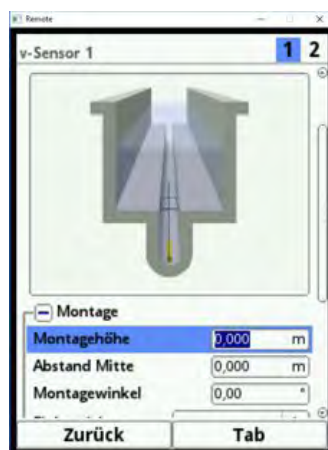 Remote
v-Sensor 1 1 2
Montage
Montagehöhe 0,000 m
Abstand Mitte 0,000 m
Montagewinkel 0,00 °
Zurück Tab